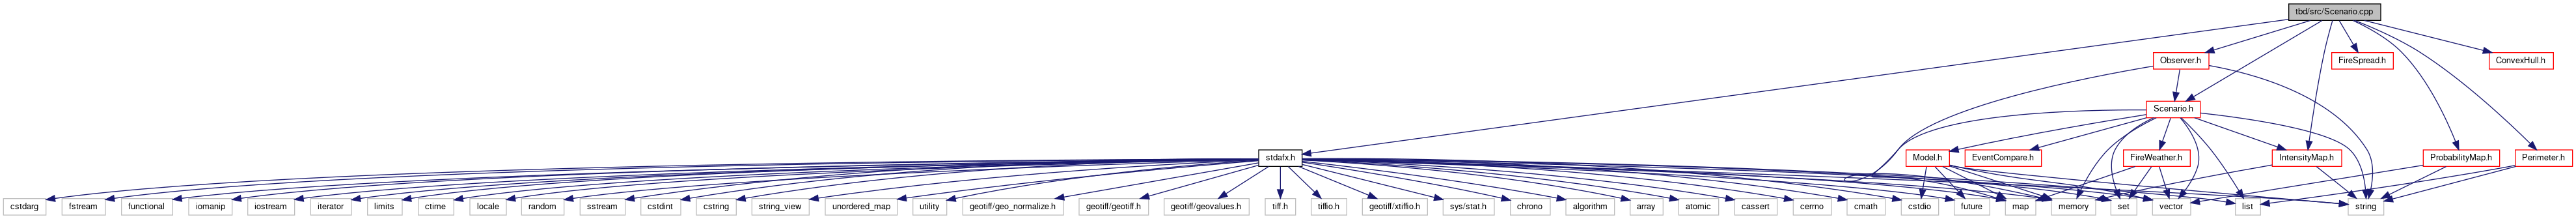 tbd/src/Scenario.cpp
Observer.h
FireSpread.h
ConvexHull.h
Scenario.h
stdafx.h
Model.h
EventCompare.h
FireWeather.h
IntensityMap.h
ProbabilityMap.h
Perimeter.h
cstdarg
fstream
functional
iomanip
iostream
iterator
limits
ctime
locale
random
sstream
cstdint
cstring
string_view
unordered_map
utility
geotiff/geo_normalize.h
geotiff/geotiff.h
geotiff/geovalues.h
tiff.h
tiffio.h
geotiff/xtiffio.h
sys/stat.h
chrono
algorithm
array
atomic
cassert
cerrno
cmath
cstdio
future
map
memory
set
vector
list
string